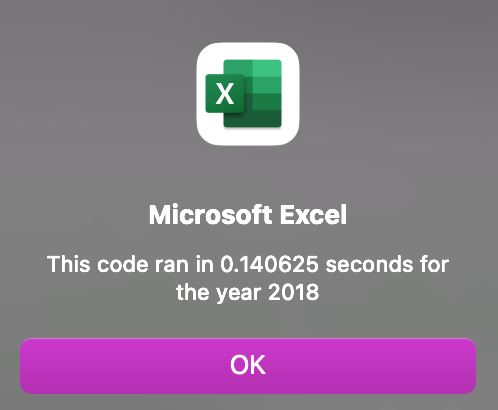 X
Microsoft Excel
This code ran in 0.140625 seconds for
the year 2018
OK